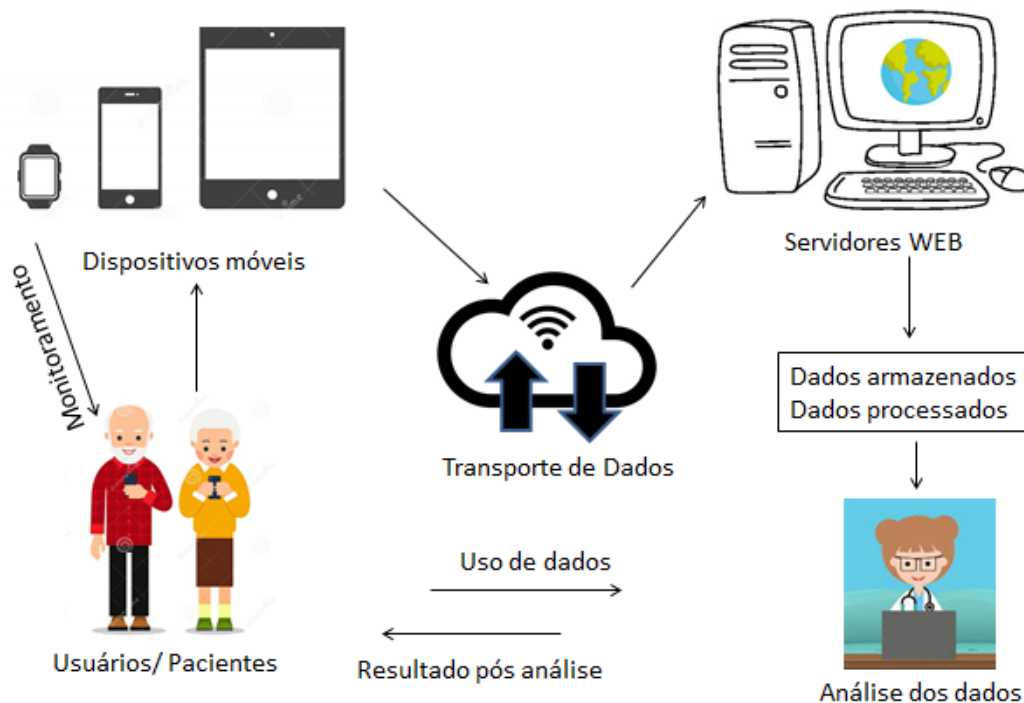 Servidores WEB
Dispositivos móveis
Monitoramento
Dados armazenados
Dados processados
Transporte de Dados
Uso de dados
Usuários/ Pacientes
Resultado pós análise
Análise dos dados